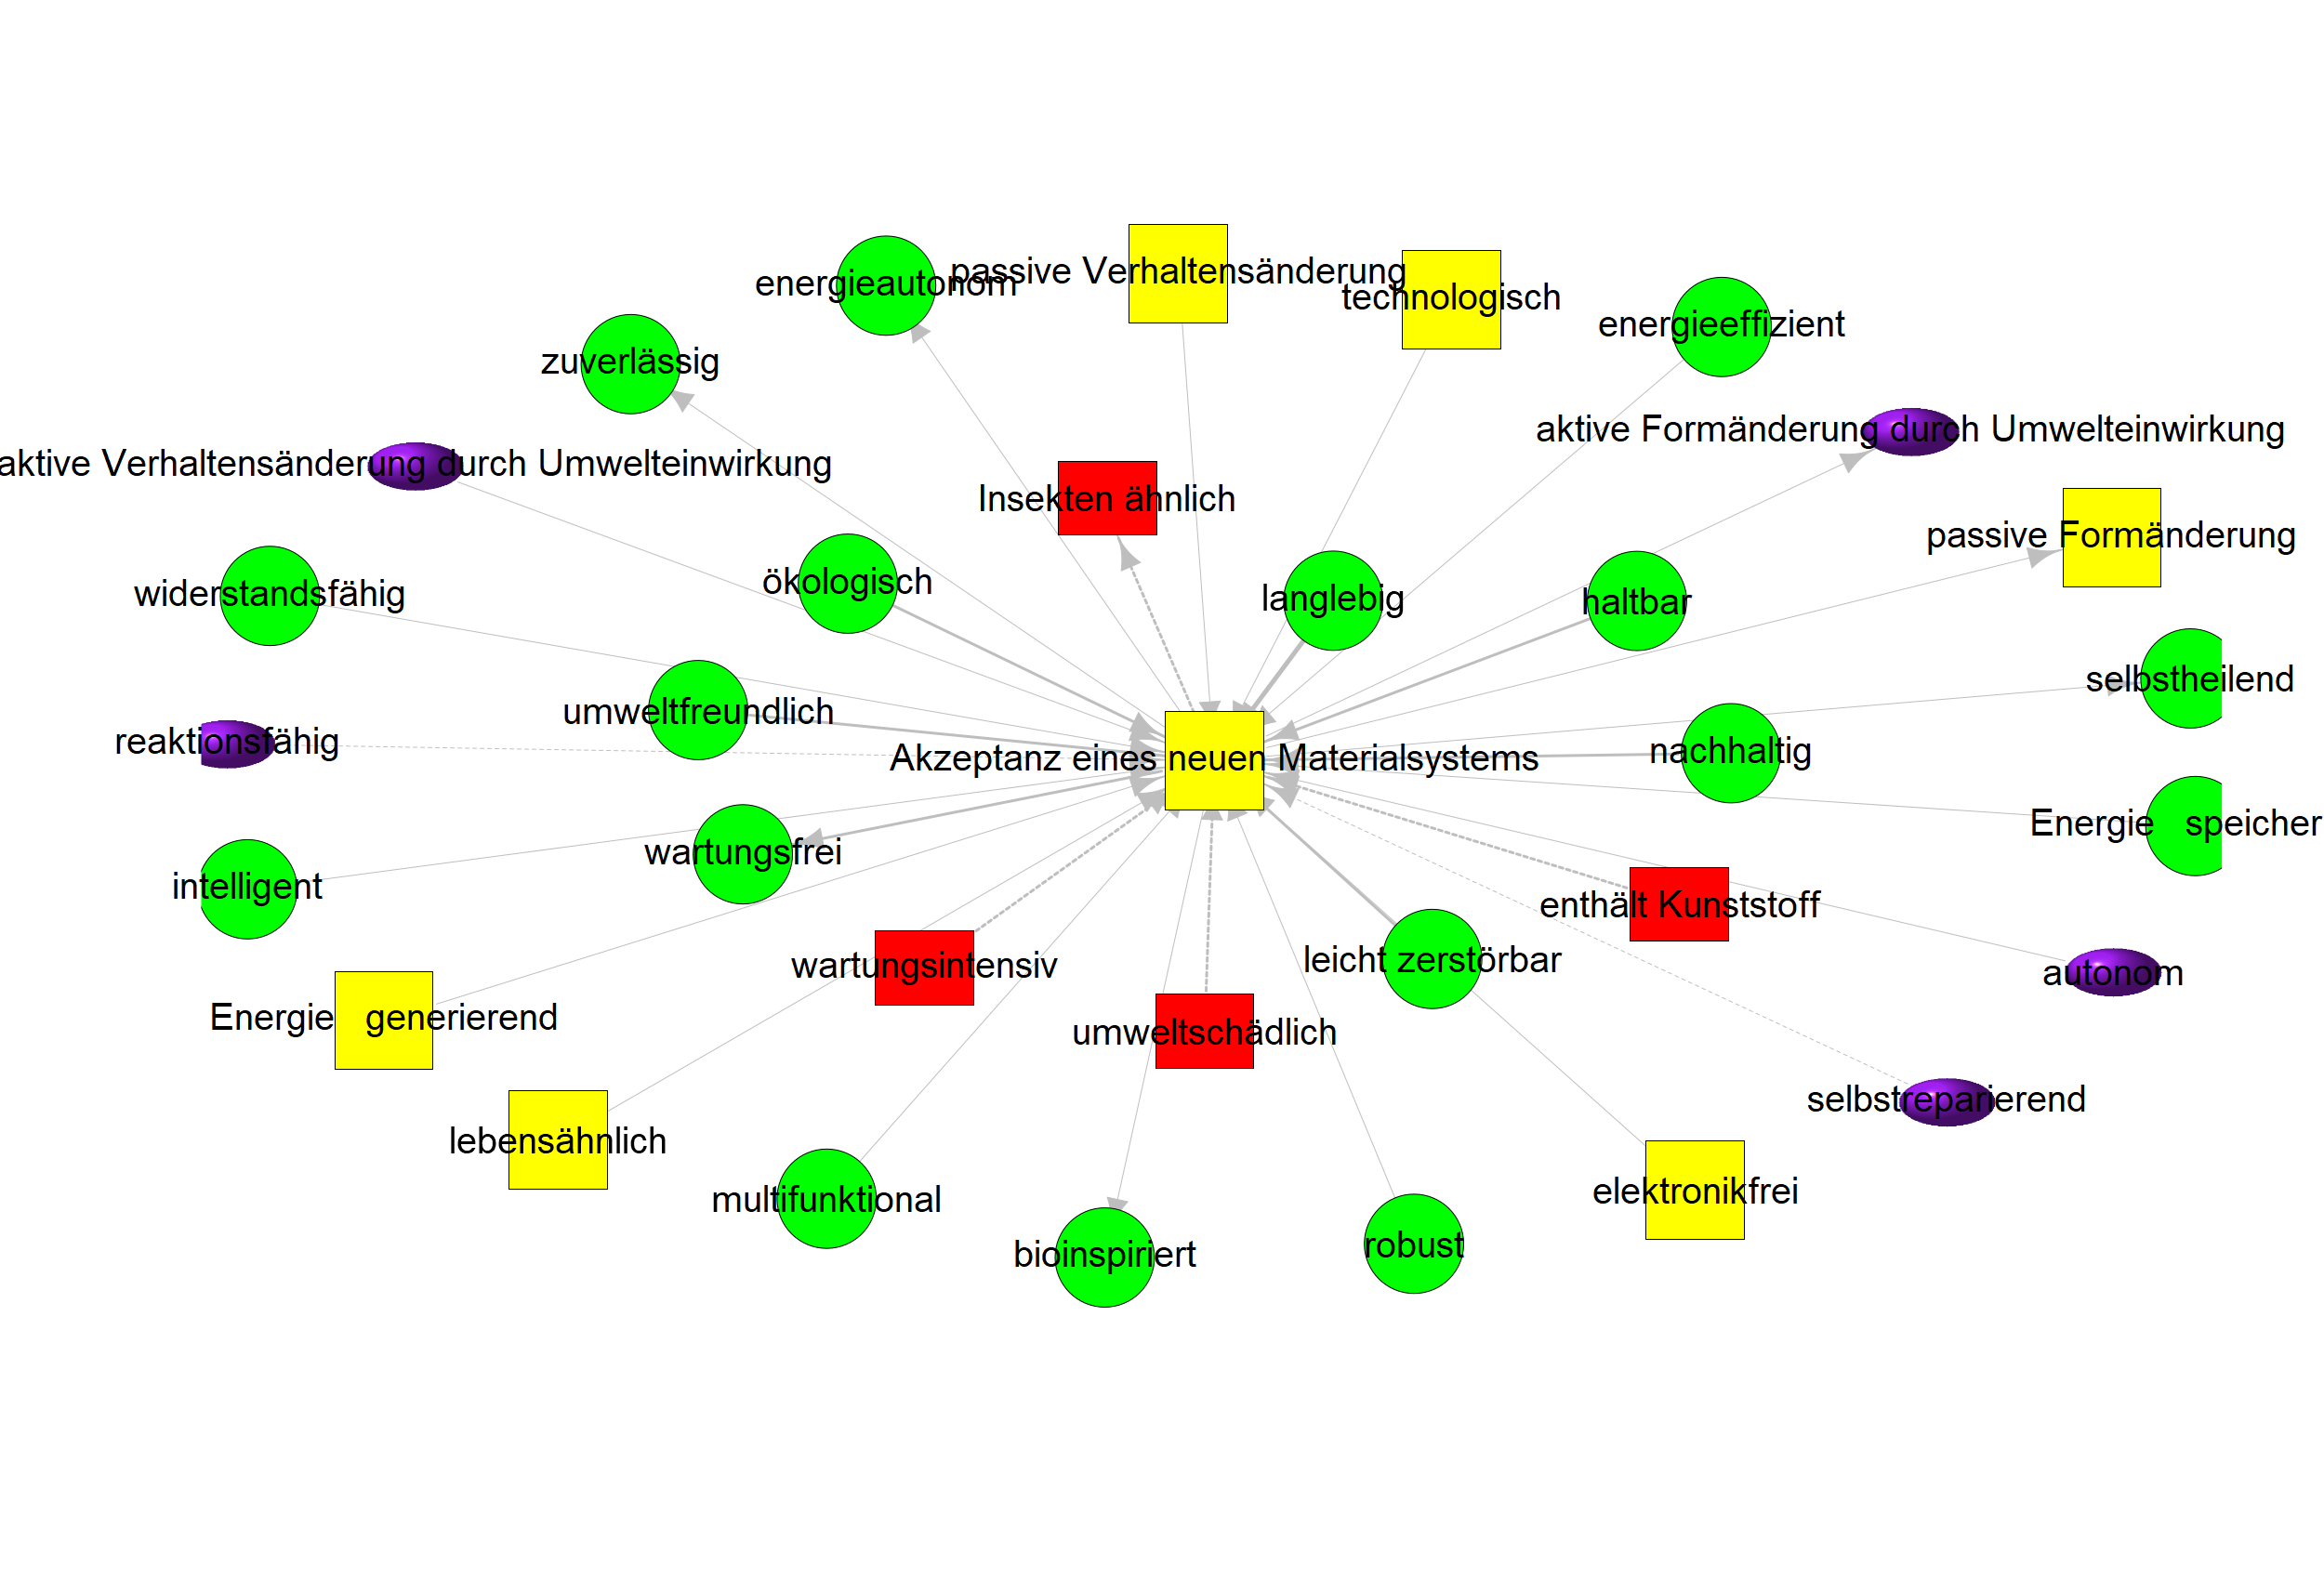 passive Verhaltensänderung
energieautonom
technologisch
energieeffizient
zuverlässig
aktive Formänderung durch Umwelteinwirkung
aktive Verhaltensänderung durch Umwelteinwirkung
Insekten ähnlich
passive Formänderung
ökologisch
widerstandsfähig
langlebig
haltbar
selbstheilend
umweltfreundlich
reaktionsfähig
nachhaltig
Akzeptanz eines neuen Materialsystems
Energie speicher
wartungsfrei
intelligent
enthält Kunststoff
leicht zerstörbar
wartungsintensiv
autonom
Energie generierend
umweltschädlich
selbstreparierend
lebensähnlich
elektronikfrei
multifunktional
robust
bioinspiriert